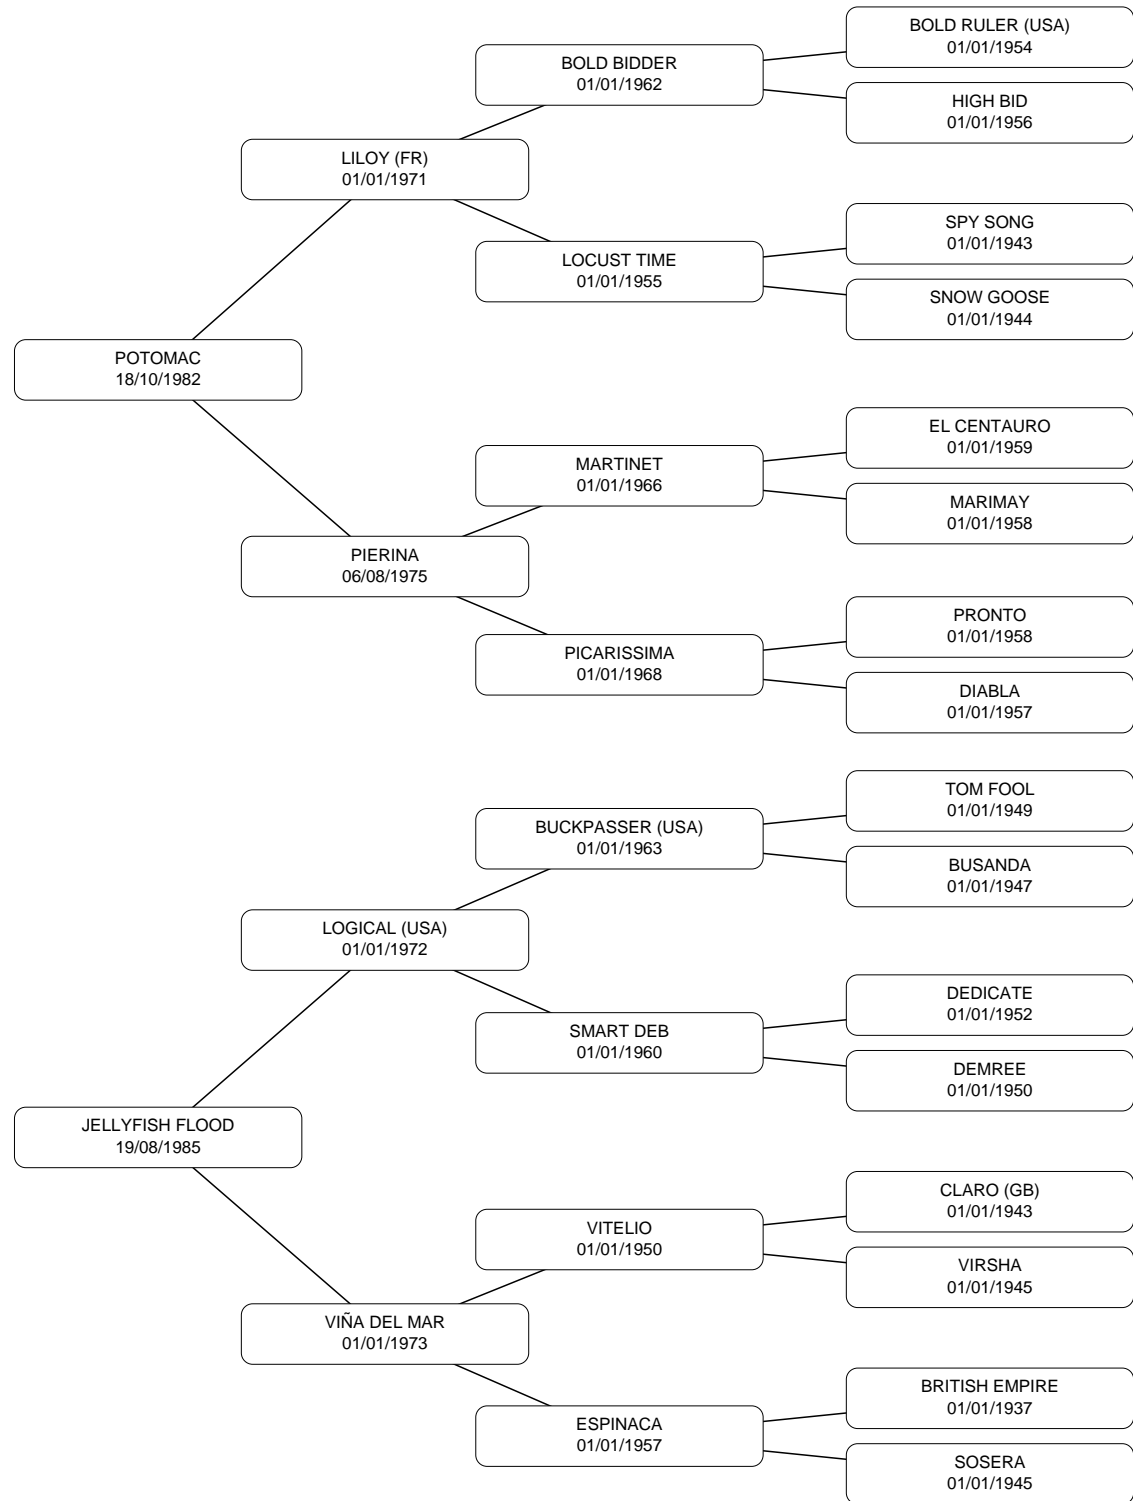 BOLD RULER (USA)
01/01/1954
BOLD BIDDER
01/01/1962
HIGH BID
01/01/1956
LILOY (FR)
01/01/1971
SPY SONG
01/01/1943
LOCUST TIME
01/01/1955
SNOW GOOSE
01/01/1944
POTOMAC
18/10/1982
EL CENTAURO
01/01/1959
MARTINET
01/01/1966
MARIMAY
01/01/1958
PIERINA
06/08/1975
PRONTO
01/01/1958
PICARISSIMA
01/01/1968
DIABLA
01/01/1957
TOM FOOL
01/01/1949
BUCKPASSER (USA)
01/01/1963
BUSANDA
01/01/1947
LOGICAL (USA)
01/01/1972
DEDICATE
01/01/1952
SMART DEB
01/01/1960
DEMREE
01/01/1950
JELLYFISH FLOOD
19/08/1985
CLARO (GB)
01/01/1943
VITELIO
01/01/1950
VIRSHA
01/01/1945
VIÑA DEL MAR
01/01/1973
BRITISH EMPIRE
01/01/1937
ESPINACA
01/01/1957
SOSERA
01/01/1945